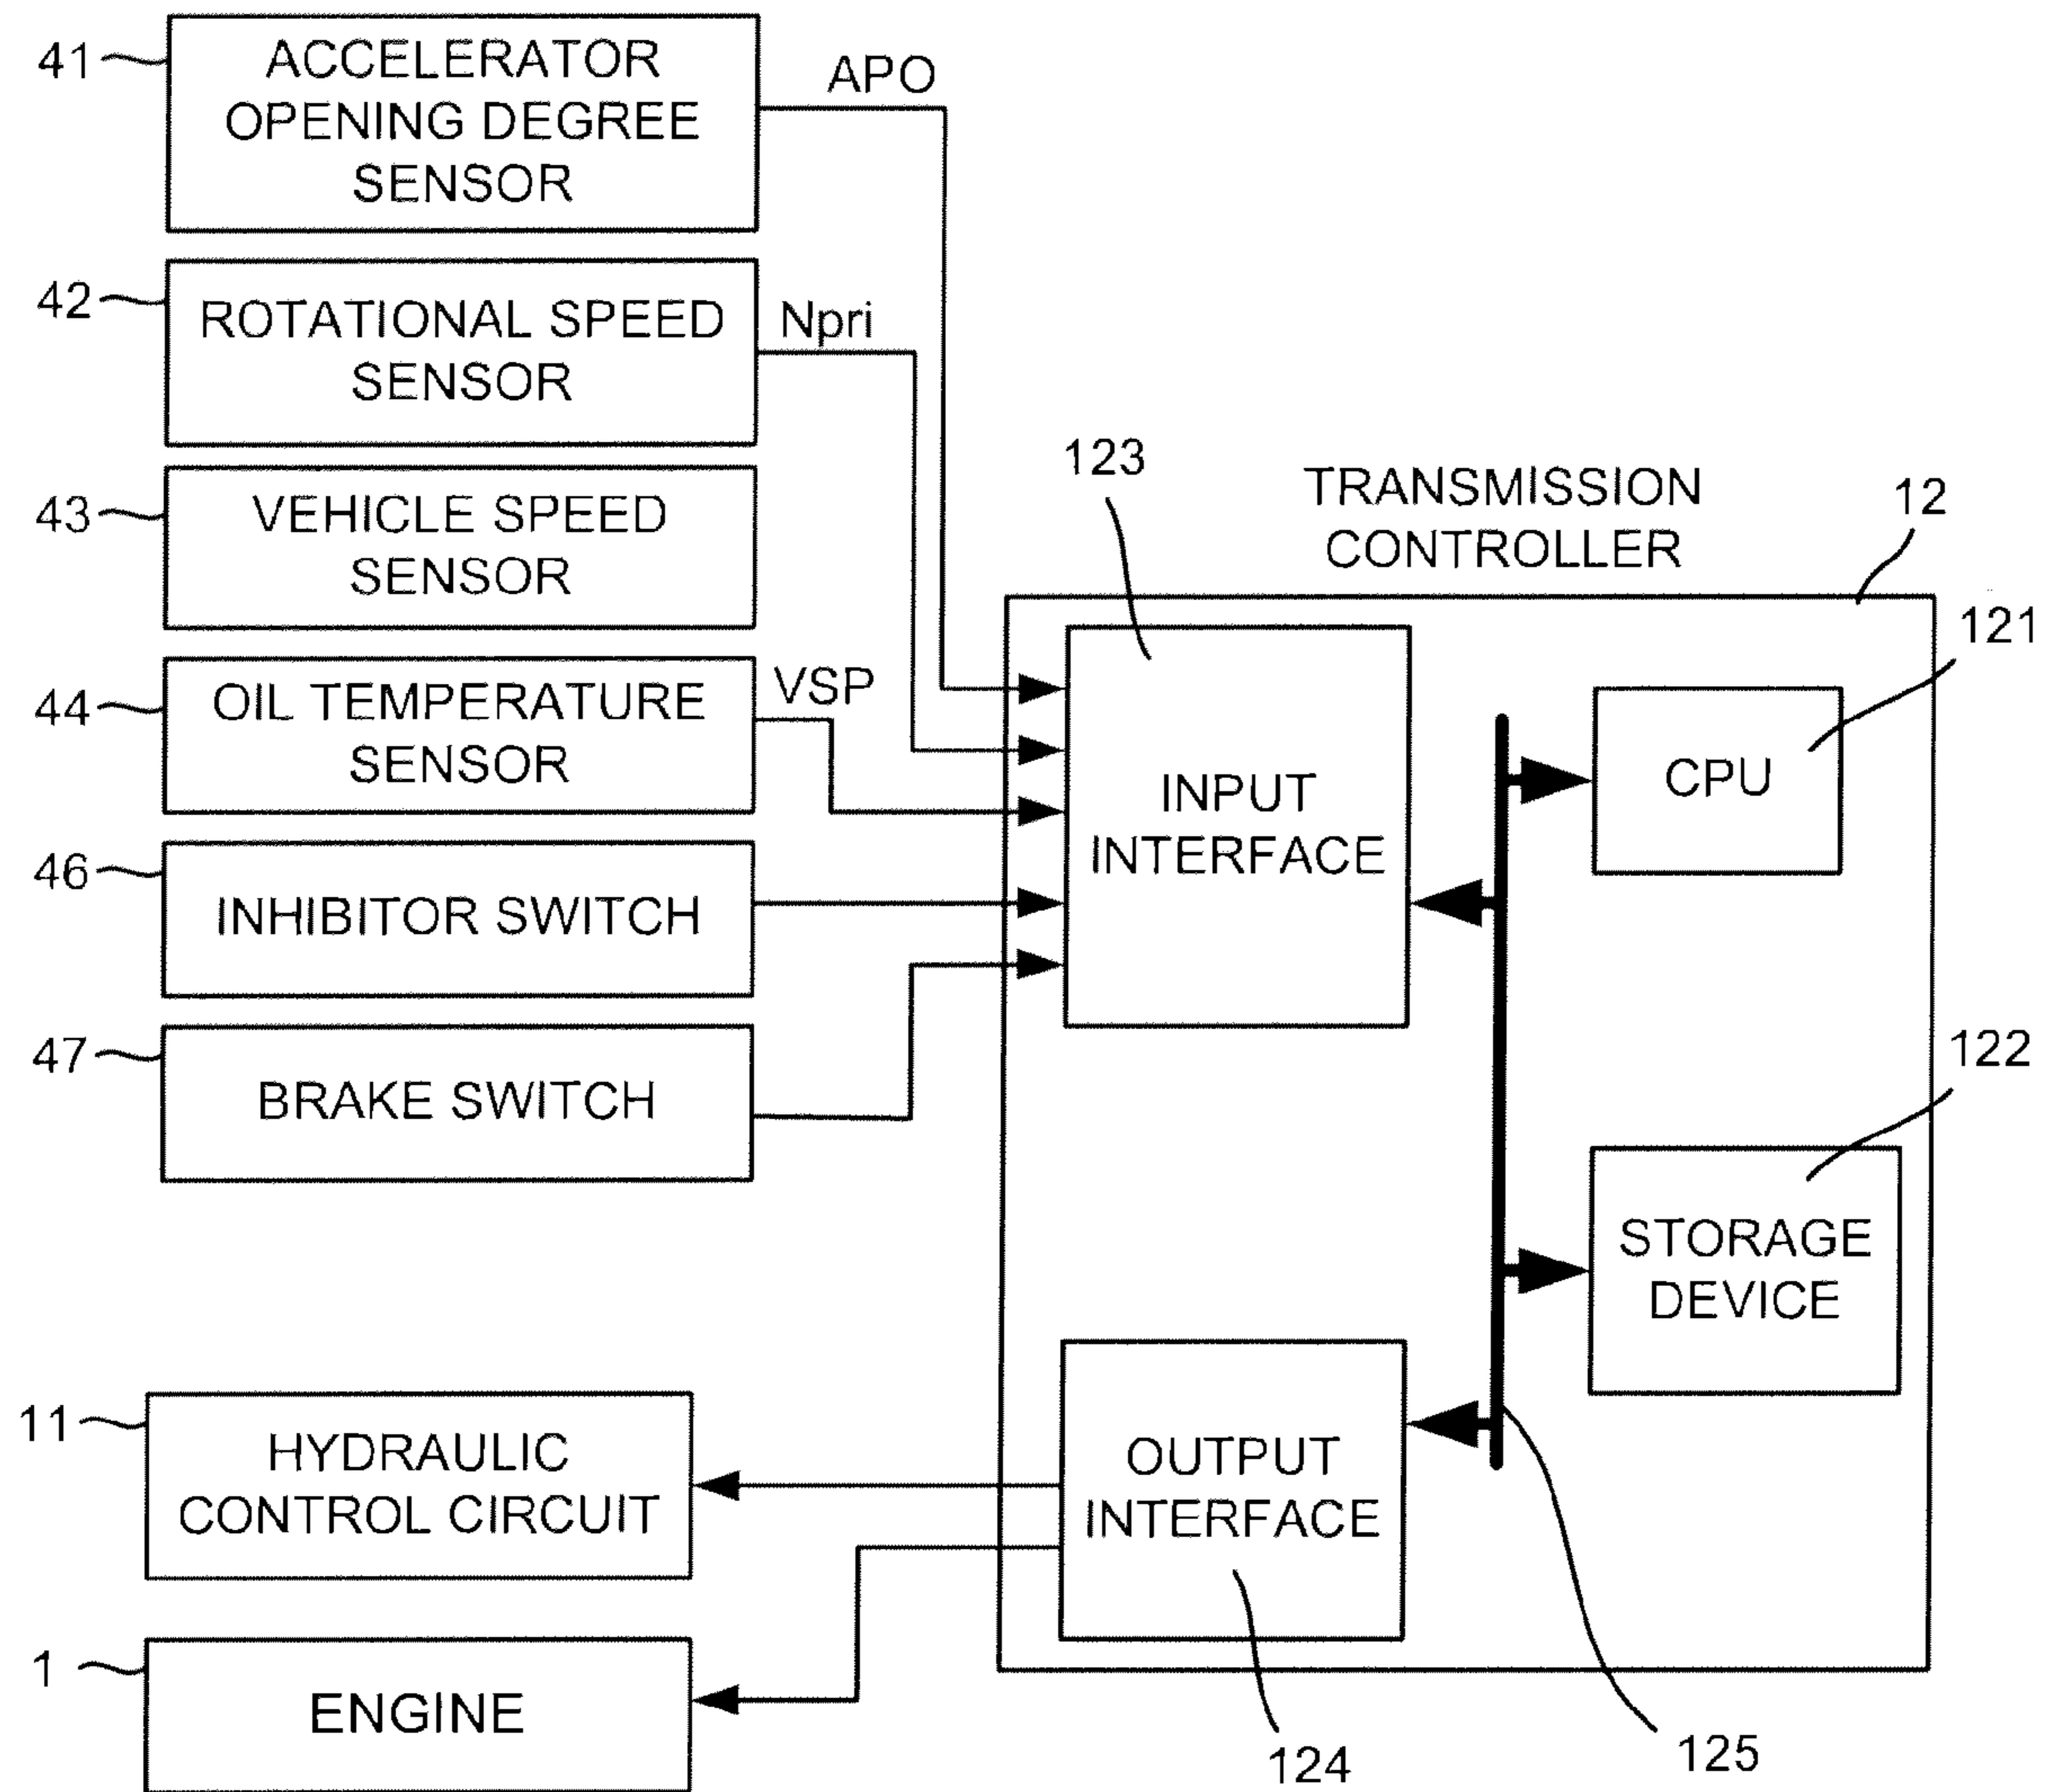 41
ACCELERATOR
OPENING DEGREE
SENSOR
APO
42
ROTATIONAL SPEED
SENSOR
Npri
43
VEHICLE SPEED
SENSOR
44
OIL TEMPERATURE
SENSOR
VSP
46
INHIBITOR SWITCH
47
BRAKE SWITCH
123
TRANSMISSION
CONTROLLER
12
121
INPUT
INTERFACE
CPU
122
STORAGE
DEVICE
11
HYDRAULIC
CONTROL CIRCUIT
OUTPUT
INTERFACE
1
ENGINE
124
125